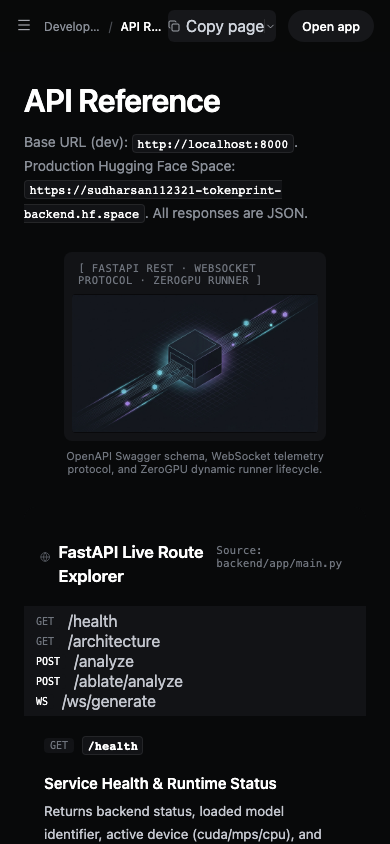 Develop... / API R... Copy page Open app
API Reference
Base URL (dev): http://localhost:8000.
Production Hugging Face Space:
https://sudharsan112321-tokenprint-
backend.hf.space. All responses are JSON.
[ FASTAPI REST · WEBSOCKET
PROTOCOL · ZEROGPU RUNNER ]
OpenAPI Swagger schema, WebSocket telemetry
protocol, and ZeroGPU dynamic runner lifecycle.
FastAPI Live Route
Explorer
Source:
backend/app/main.py
GET /health
GET /architecture
POST /analyze
POST /ablate/analyze
WS /ws/generate
GET /health
Service Health & Runtime Status
Returns backend status, loaded model
identifier, active device (cuda/mps/cpu), and